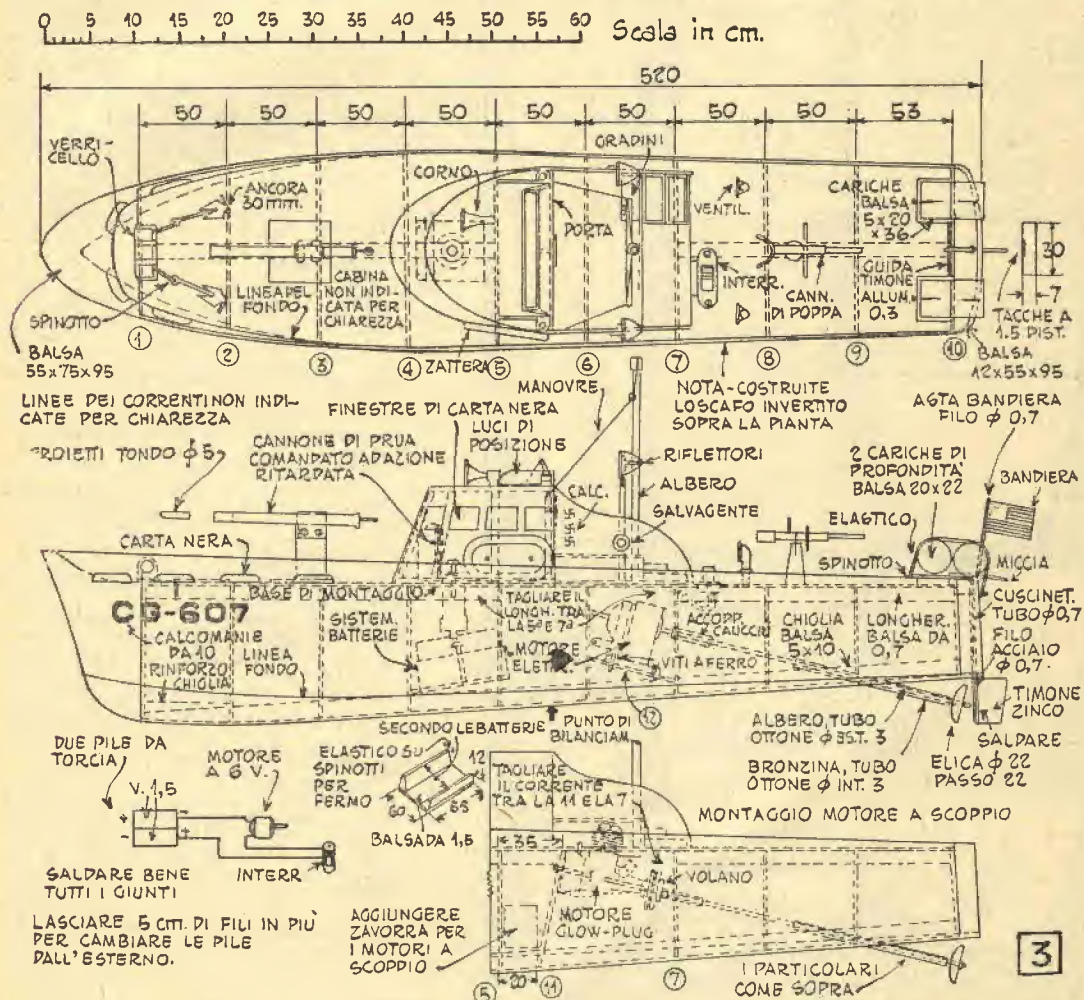 0 5 10 15 20 25 30 35 40 45 50 55 60 Scala in cm.
520
50 50 50 50 50 50 50 50 53
VERRI-
CELLO
ANCORA
30 mm.
CORNO
GRADINI
VENTIL.
CARICHE
BALSA
5x20
x36
PORTA
LINEA DEL
FONDO
CABINA
NON INDI-
CATA PER
CHIAREZZA
INTERR.
CANN.
DI POPPA
GUIDA
TIMONE
ALLUM.
0.3
30
7
TACCHE A
1.5 DIST.
SPINOTTO
BALSA
55x75x95
1 2 3 4 ZATTERA 5 6 7 8 9 10
BALSA
12x55x95
LINEE DEI CORRENTI NON INDI-
CATE PER CHIAREZZA
MANOVRE
NOTA-COSTRUITE
LOSCAFO INVERTITO
SOPRA LA PIANTA
ASTA BANDIERA
FILO φ 0,7
FINESTRE DI CARTA NERA
LUCI DI
POSIZIONE
CANNONE DI PRUA
COMANDATO AD AZIONE
RITARDATA
PROIETTI TONDO φ 5
RIFLETTORI
ALBERO
SALVAGENTE
CALC.
2 CARICHE DI
PROFONDITA'
BALSA 20x22
BANDIERA
ELASTICO
CARTA NERA
SPINOTTO
MICCIA
CG-607
BASE DI MONTAGGIO
CALCOMANIE
DA 10
RINFORZO
CHIGLIA
LINEA
FONDO
SISTEM.
BATTERIE
TAGLIARE IL
LONGH. TRA
LA 5ª E 7ª
MOTORE
ELETTR.
ACCOPP.
CAUCCIU
VITI A FERRO
CHIGLIA
BALSA
5x10
LONGHER.
BALSA DA
0,7
CUSCINET.
TUBO φ 0,7
FILO
ACCIAIO
φ 0,7
TIMONE
ZINCO
SALDARE
12
PUNTO DI
BILANCIAM.
ALBERO, TUBO
OTTONE φ EST. 3
BRONZINA, TUBO
OTTONE φ INT. 3
ELICA φ 22
PASSO 22
DUE PILE DA
TORCIA
V. 1,5
+ - + -
MOTORE
A 6 V.
INTERR
SALDARE BENE
TUTTI I GIUNTI
LASCIARE 5 cm. DI FILI IN PIÙ
PER CAMBIARE LE PILE
DALL'ESTERNO.
SECONDO LE BATTERIE
ELASTICO SU
SPINOTTI
PER
FERMO
12
60 65
BALSA DA 1,5
TAGLIARE
IL CORRENTE
TRA LA 11 E LA 7
MONTAGGIO MOTORE A SCOPPIO
35
VOLANO
MOTORE
GLOW-PLUG
AGGIUNGERE
ZAVORRA PER
I MOTORI A
SCOPPIO
5 20 11 7
I PARTICOLARI
COME SOPRA
3